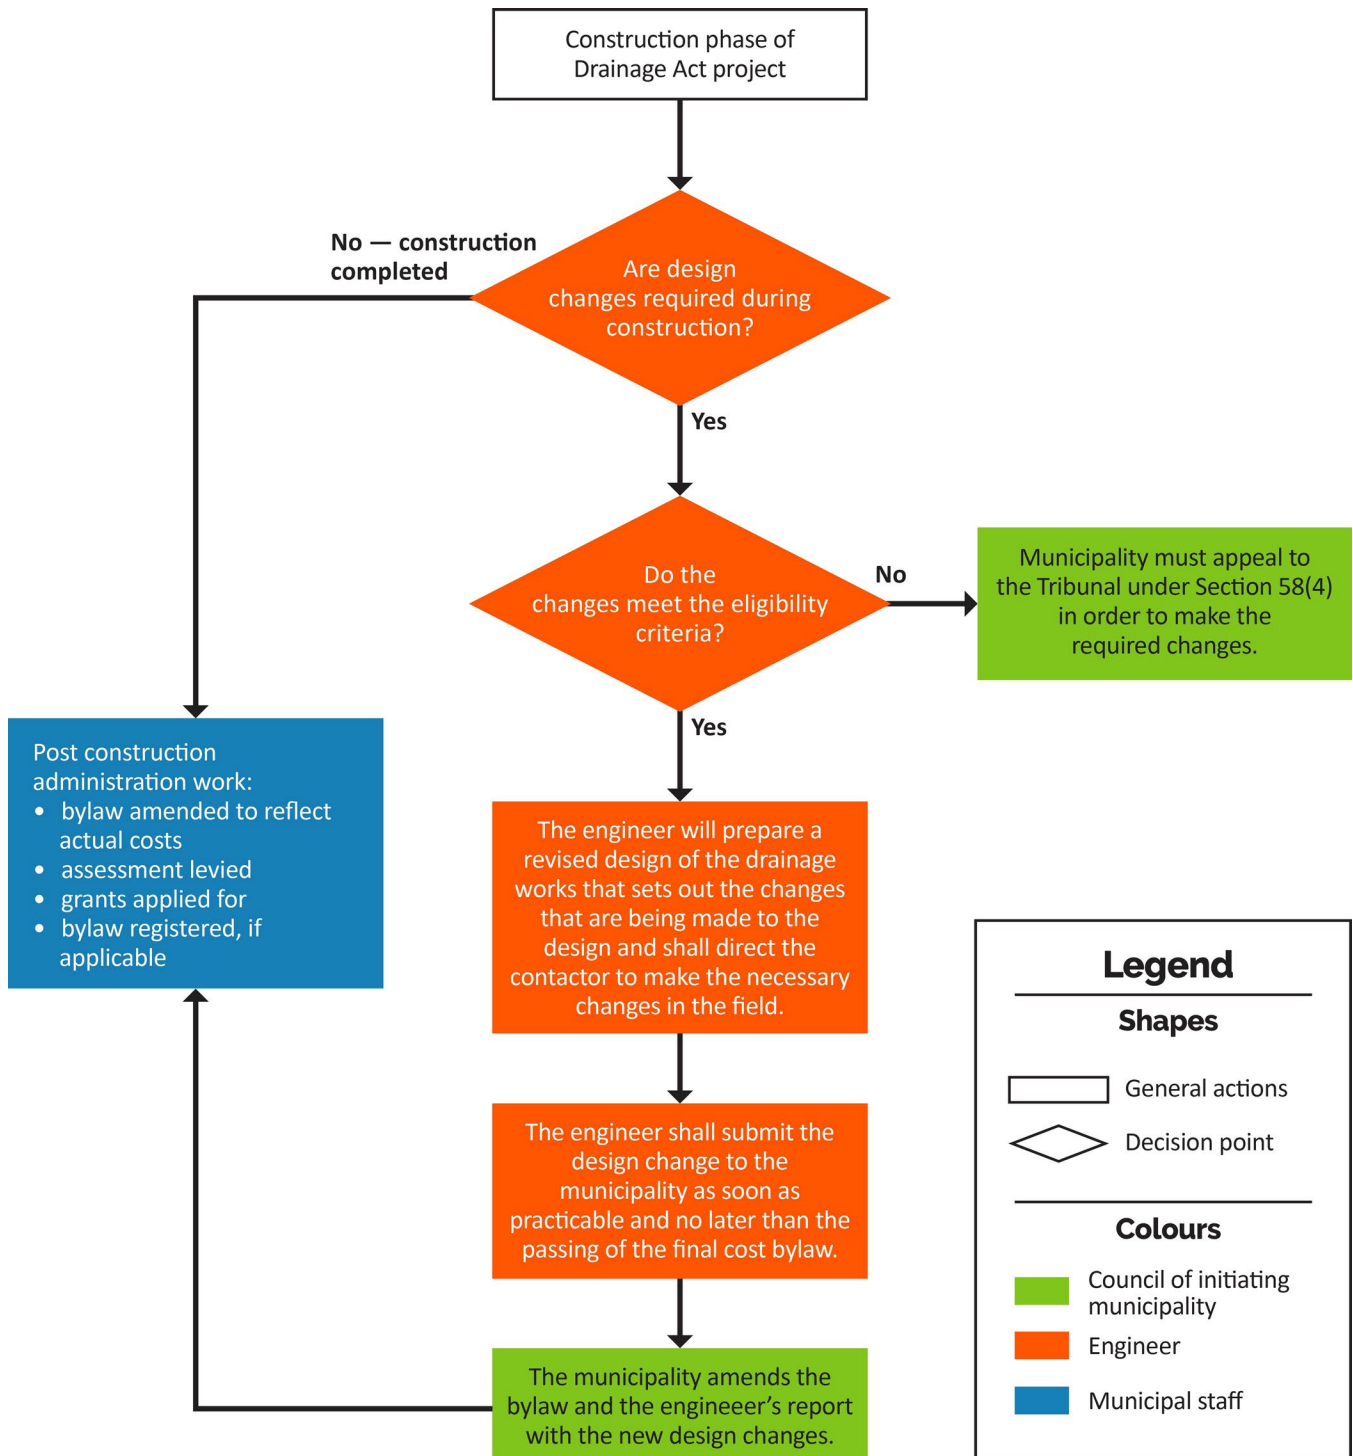 Construction phase of
Drainage Act project
No — construction
completed
Are design
changes required during
construction?
Yes
Do the
changes meet the eligibility
criteria?
No
Municipality must appeal to
the Tribunal under Section 58(4)
in order to make the
required changes.
Yes
Post construction
administration work:
• bylaw amended to reflect
actual costs
• assessment levied
• grants applied for
• bylaw registered, if
applicable
The engineer will prepare a
revised design of the drainage
works that sets out the changes
that are being made to the
design and shall direct the
contactor to make the necessary
changes in the field.
The engineer shall submit the
design change to the
municipality as soon as
practicable and no later than the
passing of the final cost bylaw.
The municipality amends the
bylaw and the engineeer’s report
with the new design changes.
Legend
Shapes
General actions
Decision point
Colours
Council of initiating
municipality
Engineer
Municipal staff